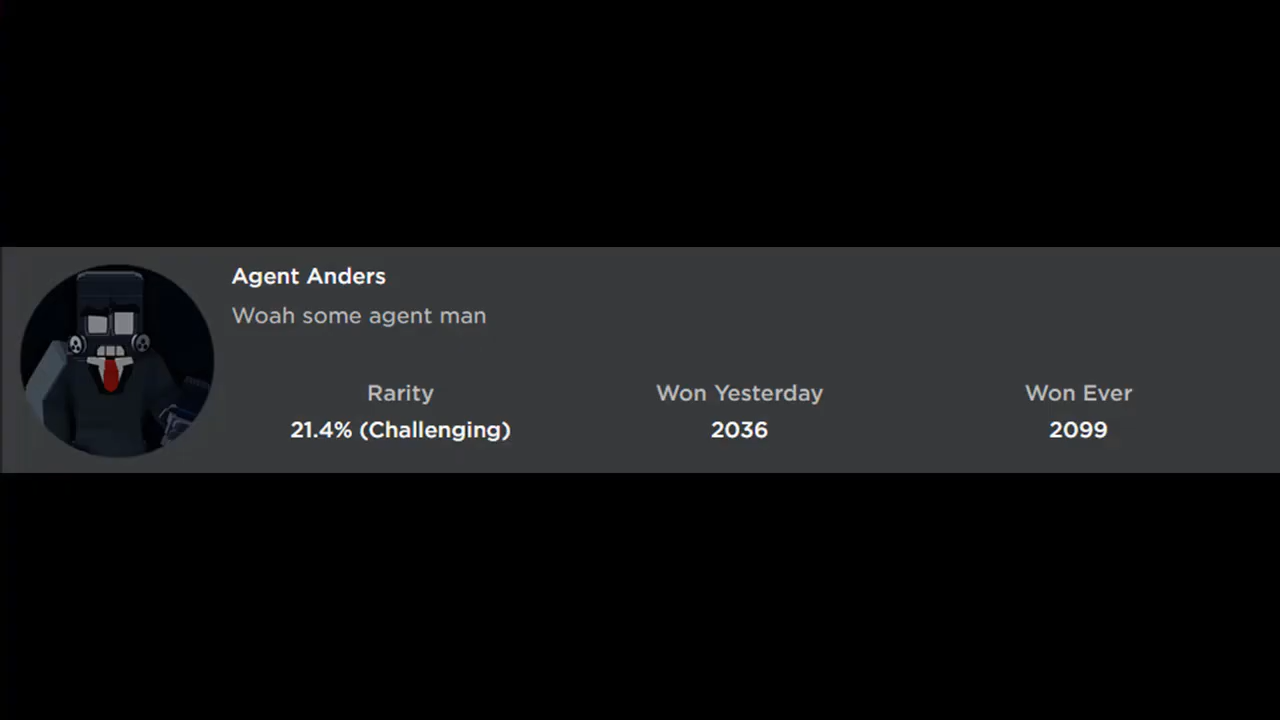 Agent Anders
Woah some agent man
Rarity
Won Yesterday
Won Ever
21.4% (Challenging)
2036
2099